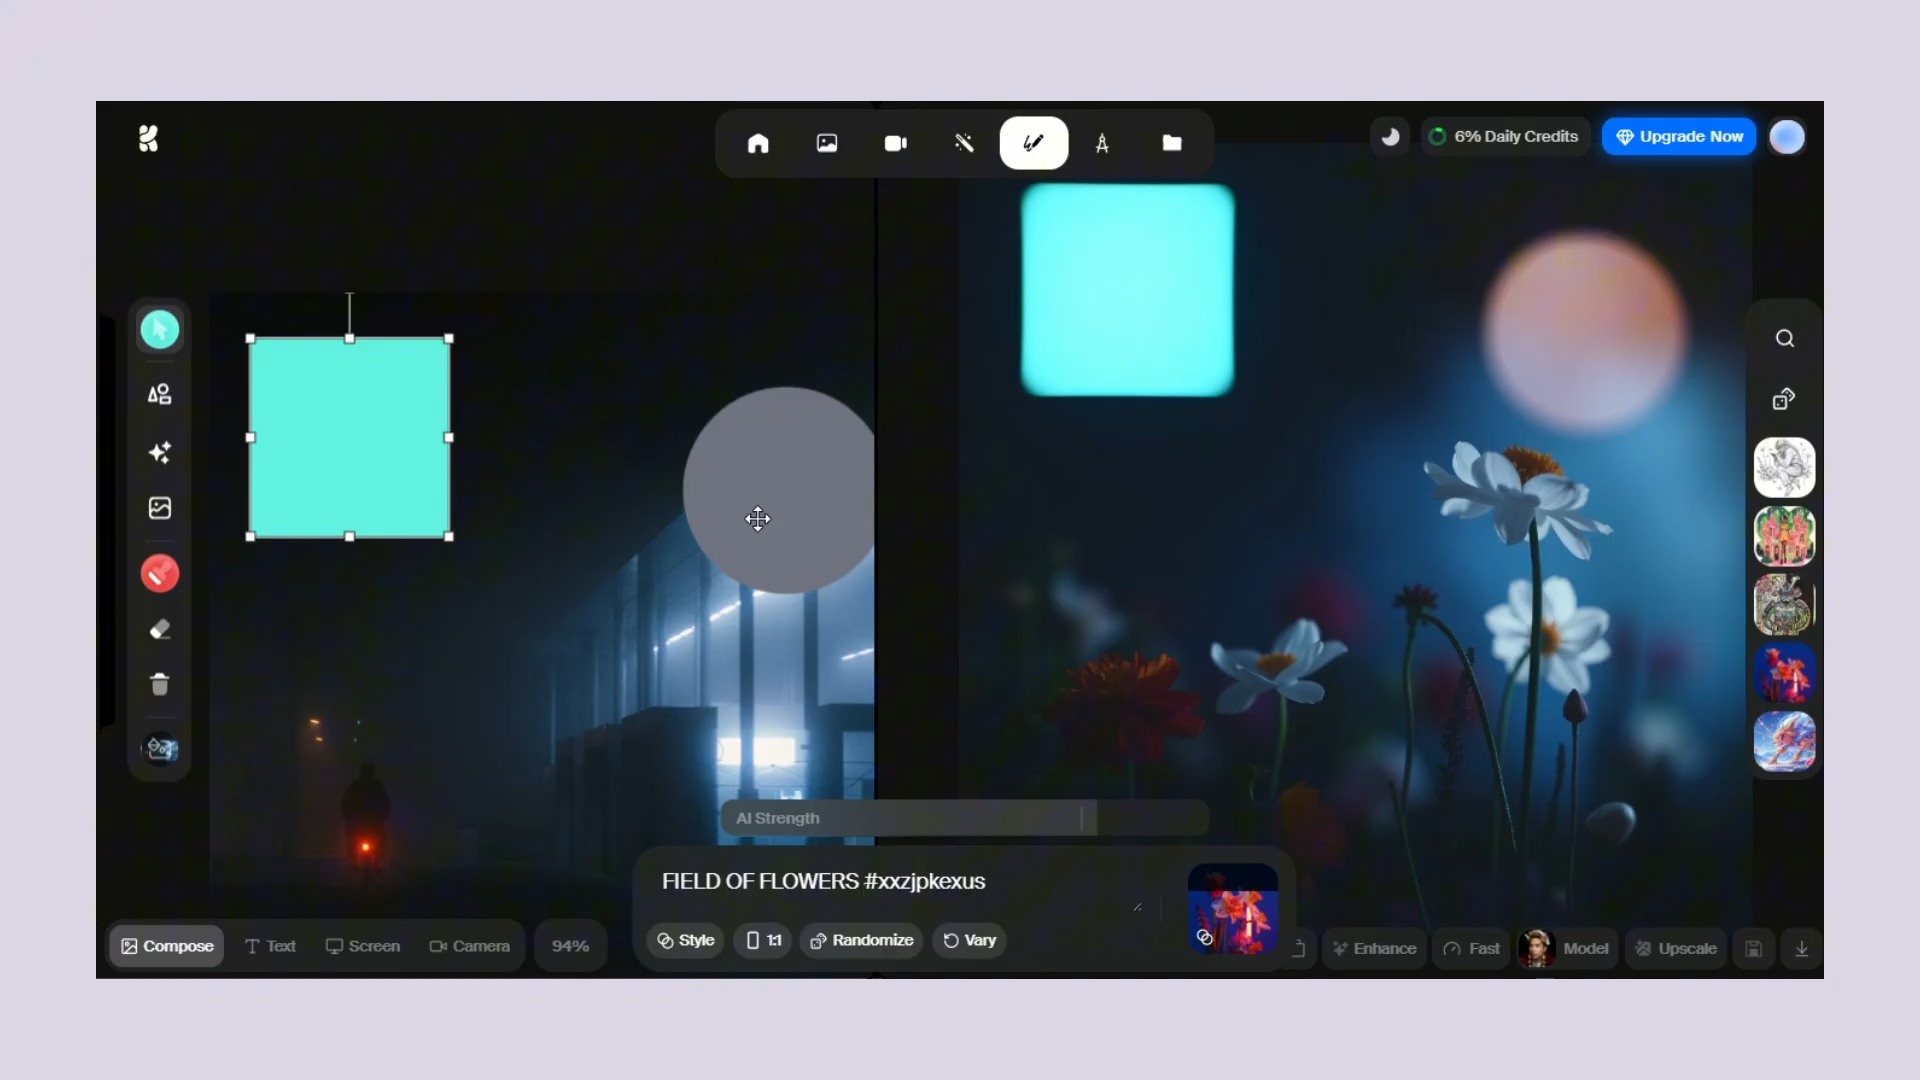 6% Daily Credits
Upgrade Now
AI Strength
FIELD OF FLOWERS #xxzjpkexus
Style
1:1
Randomize
Vary
Compose
Text
Screen
Camera
94%
Enhance
Fast
Model
Upscale